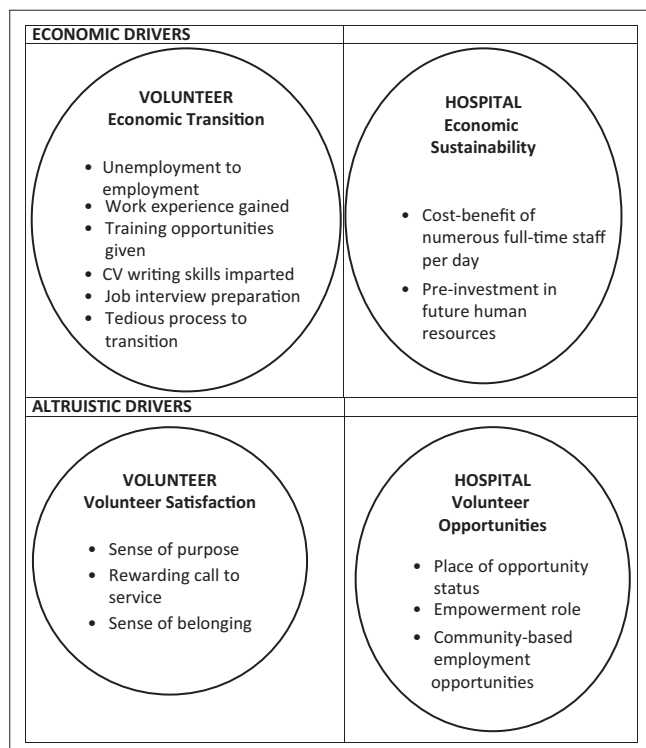 ECONOMIC DRIVERS
VOLUNTEER
Economic Transition
• Unemployment to
employment
• Work experience gained
• Training opportunities
given
• CV writing skills imparted
• Job interview preparation
• Tedious process to
transition
HOSPITAL
Economic
Sustainability
• Cost-benefit of
numerous full-time staff
per day
• Pre-investment in
future human
resources
ALTRUISTIC DRIVERS
VOLUNTEER
Volunteer Satisfaction
• Sense of purpose
• Rewarding call to
service
• Sense of belonging
HOSPITAL
Volunteer
Opportunities
• Place of opportunity
status
• Empowerment role
• Community-based
employment
opportunities